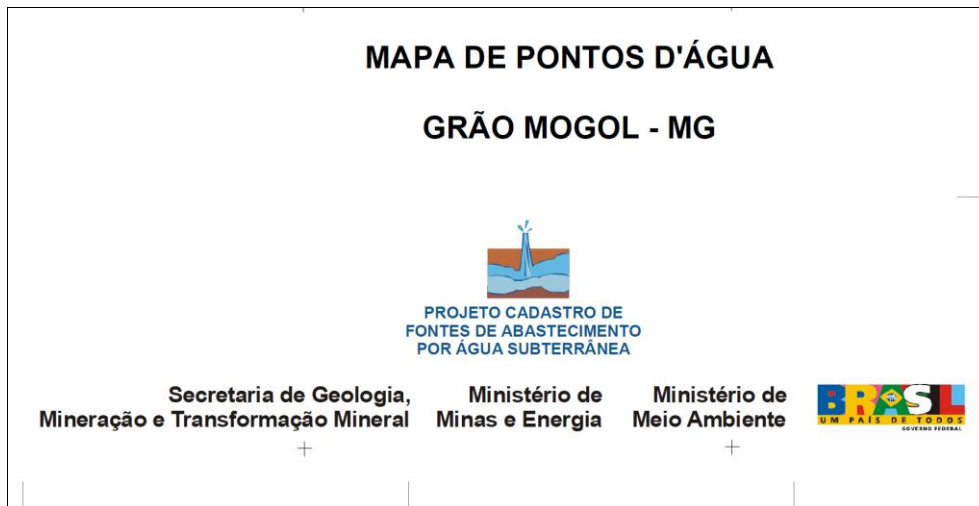 MAPA DE PONTOS D'ÁGUA
GRÃO MOGOL - MG
PROJETO CADASTRO DE
FONTES DE ABASTECIMENTO
POR ÁGUA SUBTERRÂNEA
Secretaria de Geologia,
Mineração e Transformação Mineral
Ministério de
Minas e Energia
Ministério de
Meio Ambiente
BRASIL
UM PAÍS DE TODOS
GOVERNO FEDERAL